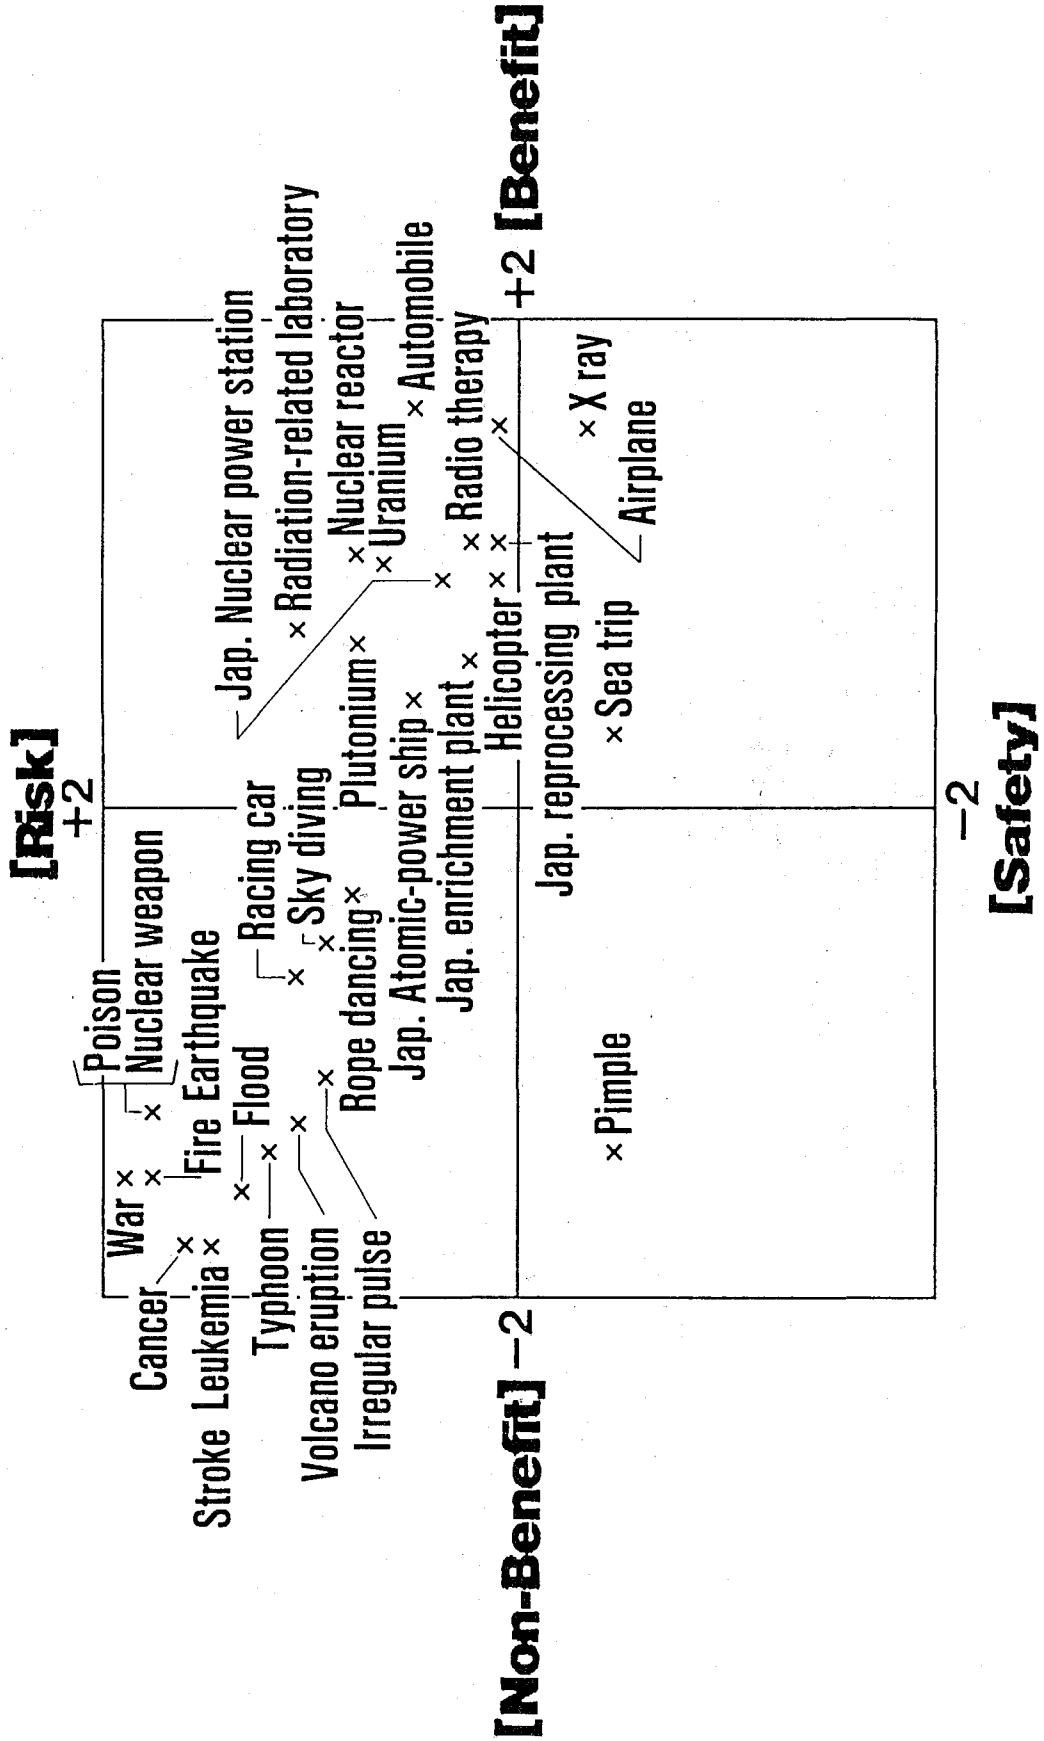 [Risk]
+2
Poison
Nuclear weapon
War
Fire Earthquake
Cancer
Stroke Leukemia
Flood
Typhoon
Volcano eruption
Irregular pulse
Racing car
Sky diving
Rope dancing
Jap. Nuclear power station
Radiation-related laboratory
Nuclear reactor
Uranium
Automobile
Plutonium
Jap. Atomic-power ship
Jap. enrichment plant
Radio therapy
Helicopter
[Non-Benefit] -2
+2 [Benefit]
Jap. reprocessing plant
X ray
Airplane
Sea trip
Pimple
-2
[Safety]